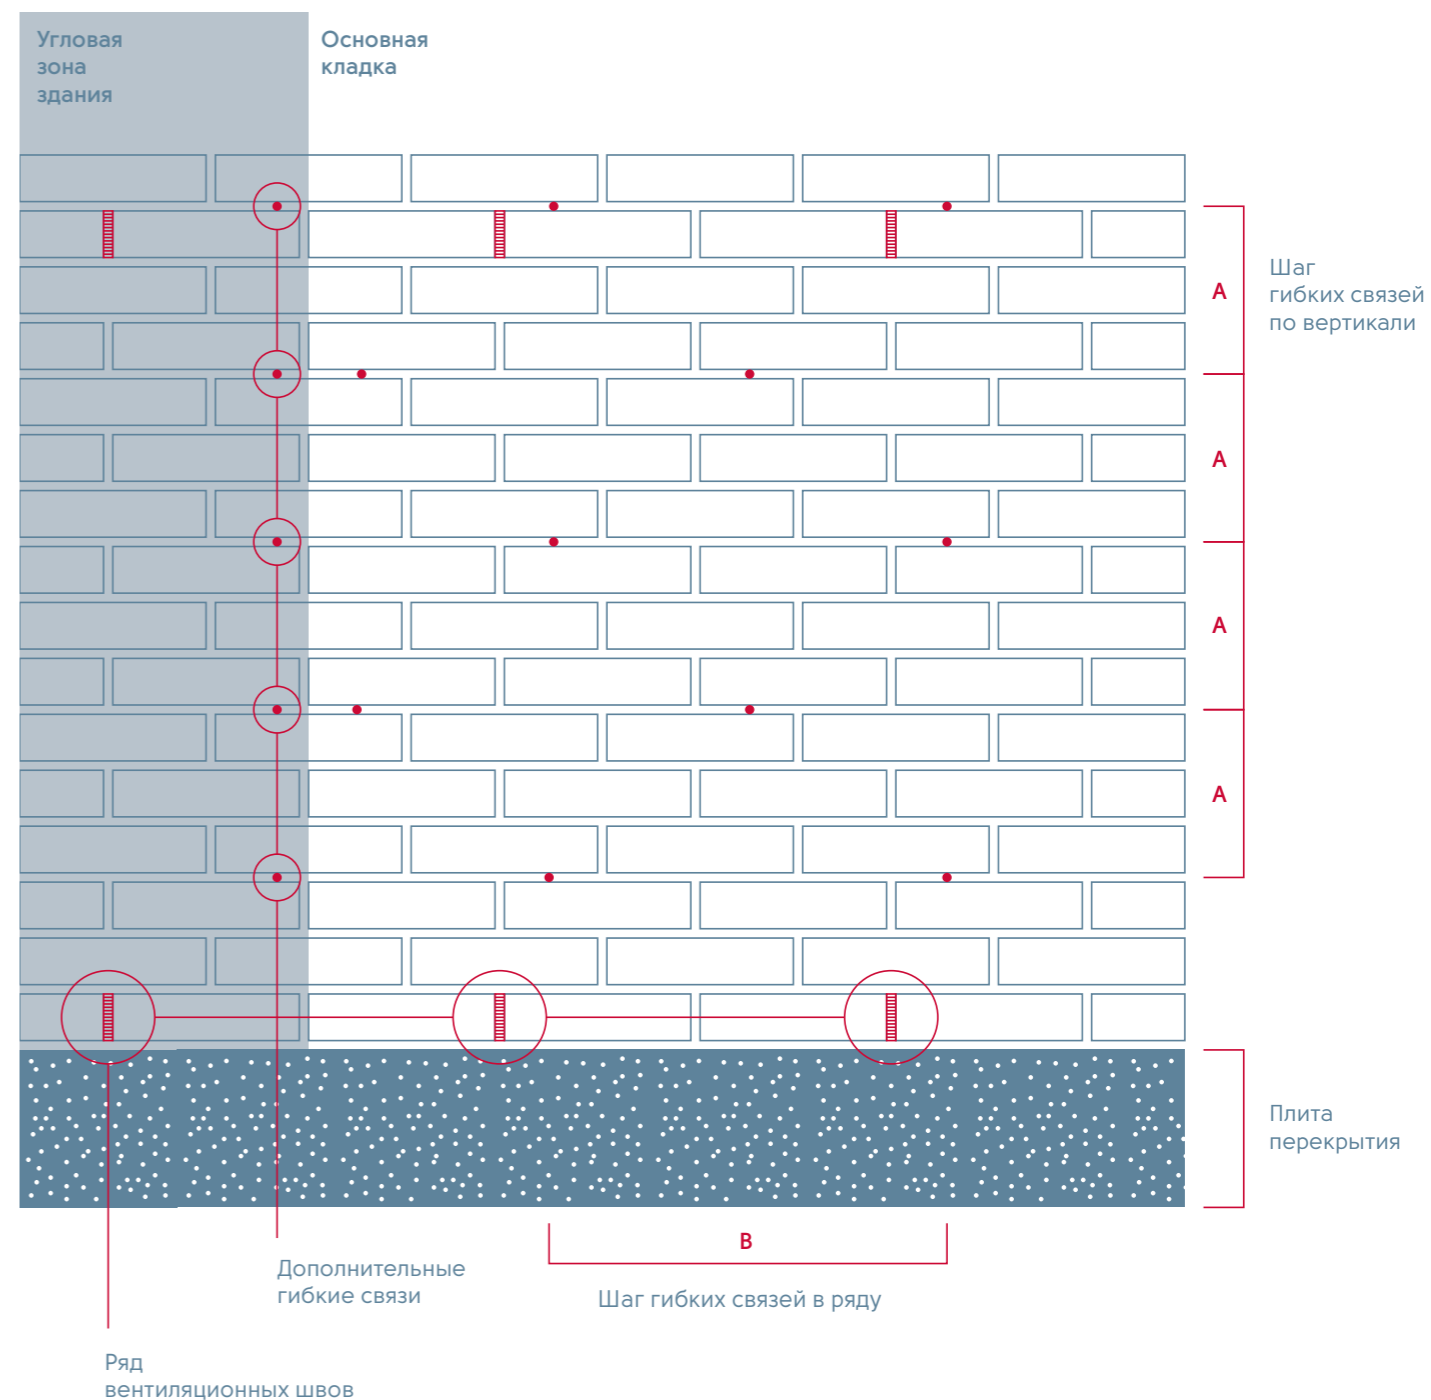 Угловая
зона
здания
Основная
кладка
А
Шаг
гибких связей
по вертикали
А
А
А
Плита
перекрытия
В
Дополнительные
гибкие связи
Шаг гибких связей в ряду
Ряд
вентиляционных швов